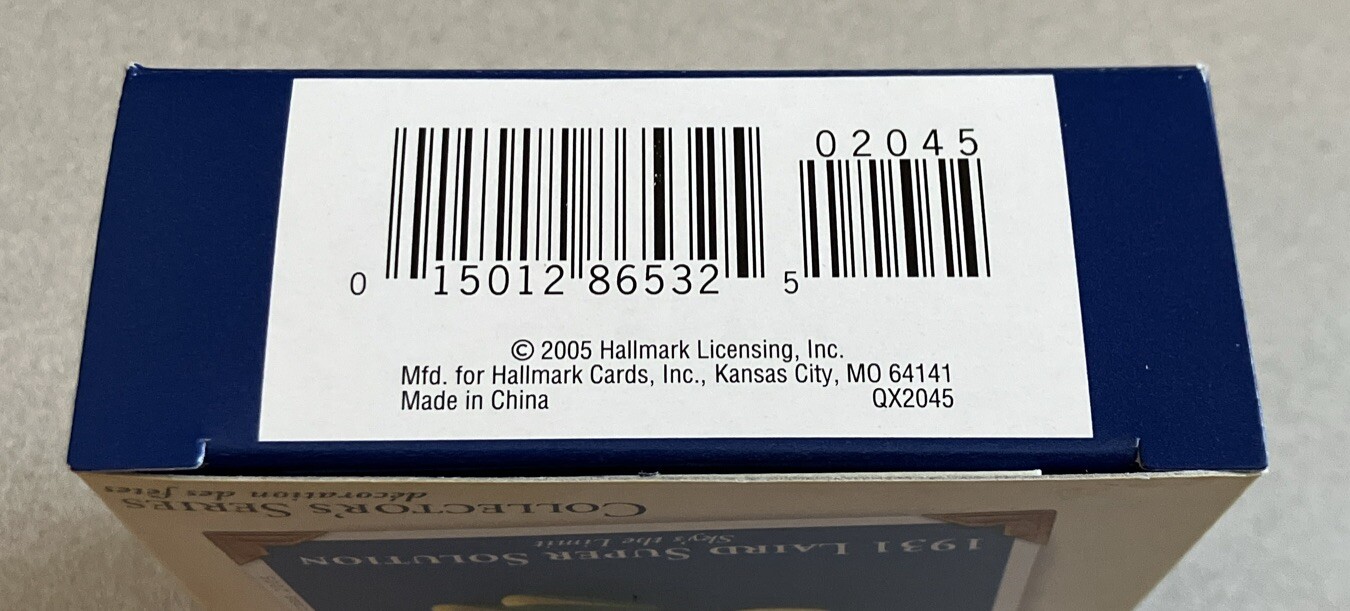 02045
0 15012 86532 5
© 2005 Hallmark Licensing, Inc.
Mfd. for Hallmark Cards, Inc., Kansas City, MO 64141
Made in China QX2045
COLLECTOR'S SERIES
décoration des fêtes
1931 LAIRD SUPER SOLUTION
Sky's the Limit